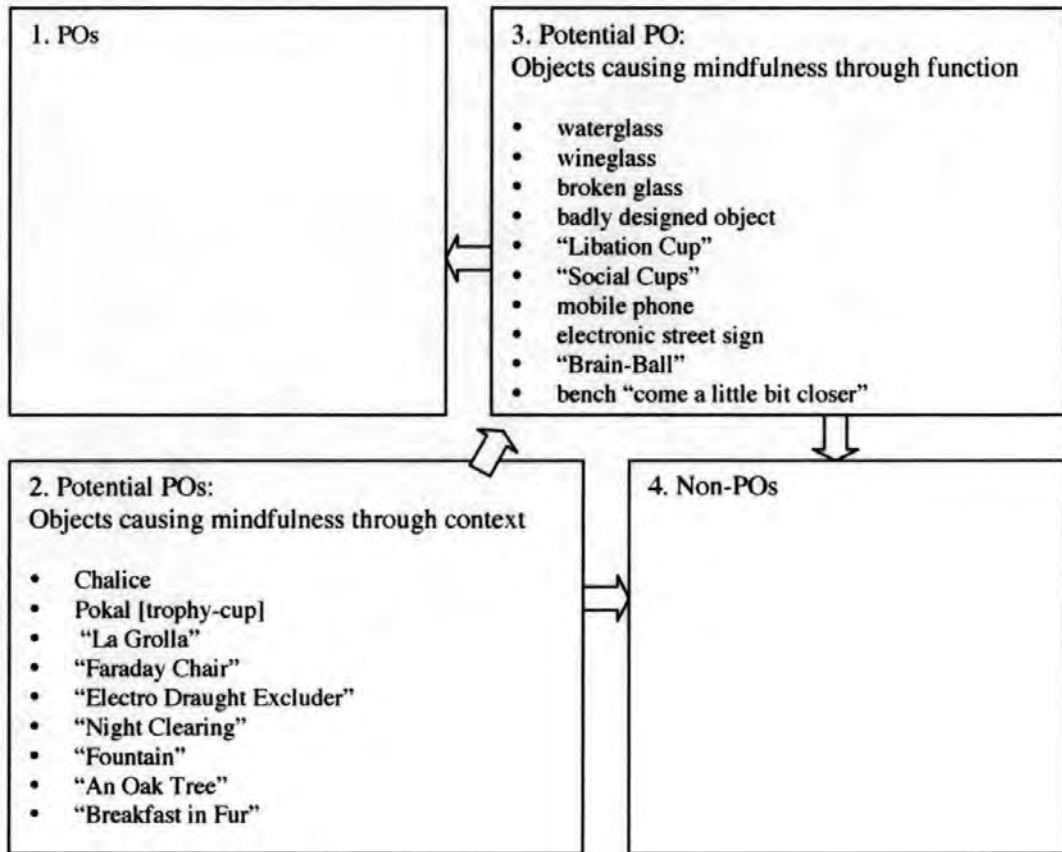 1. POs
3. Potential PO:
Objects causing mindfulness through function
• waterglass
• wineglass
• broken glass
• badly designed object
• “Libation Cup”
• “Social Cups”
• mobile phone
• electronic street sign
• “Brain-Ball”
• bench “come a little bit closer”
2. Potential POs:
Objects causing mindfulness through context
• Chalice
• Pokal [trophy-cup]
• “La Grolla”
• “Faraday Chair”
• “Electro Draught Excluder”
• “Night Clearing”
• “Fountain”
• “An Oak Tree”
• “Breakfast in Fur”
4. Non-POs